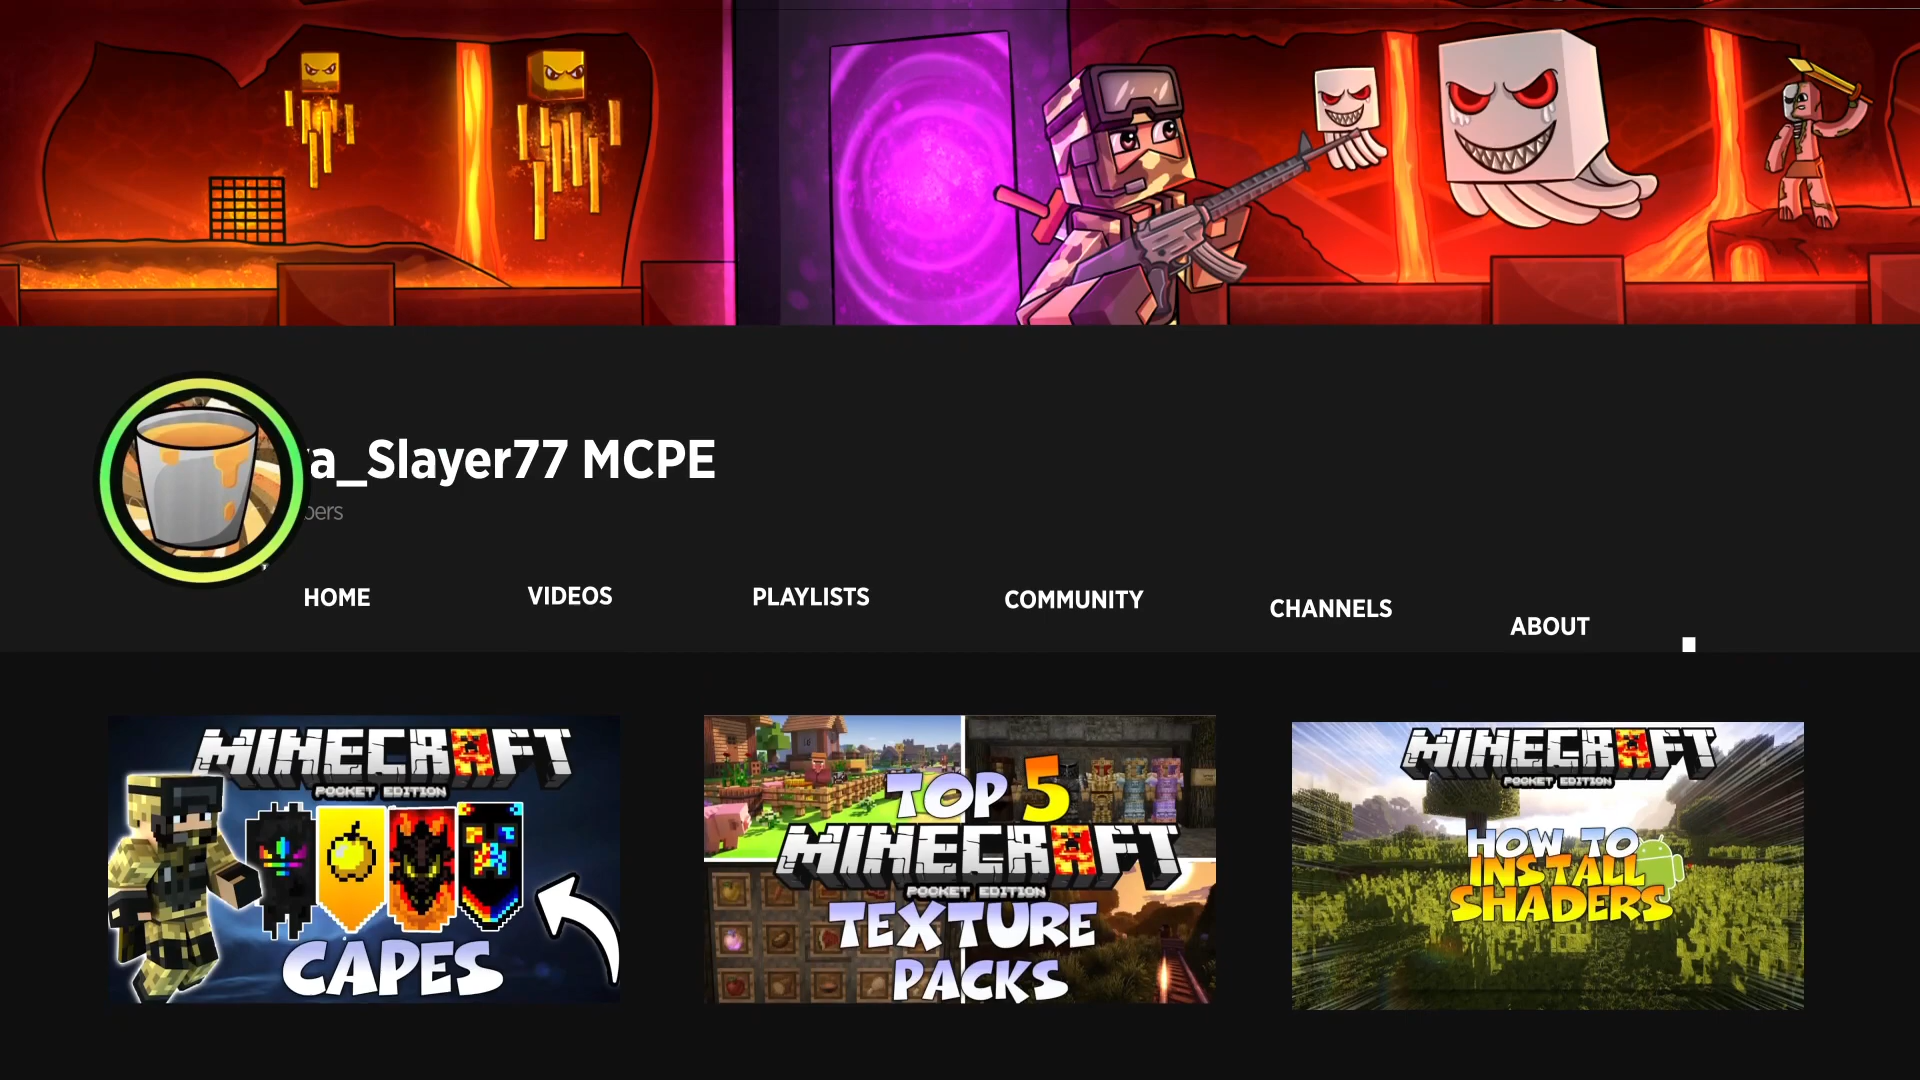 a_Slayer77 MCPE
bers
HOME
VIDEOS
PLAYLISTS
COMMUNITY
CHANNELS
ABOUT
MINECRAFT
POCKET EDITION
CAPES
TOP 5
MINECRAFT
POCKET EDITION
TEXTURE
PACKS
MINECRAFT
POCKET EDITION
HOW TO
INSTALL
SHADERS